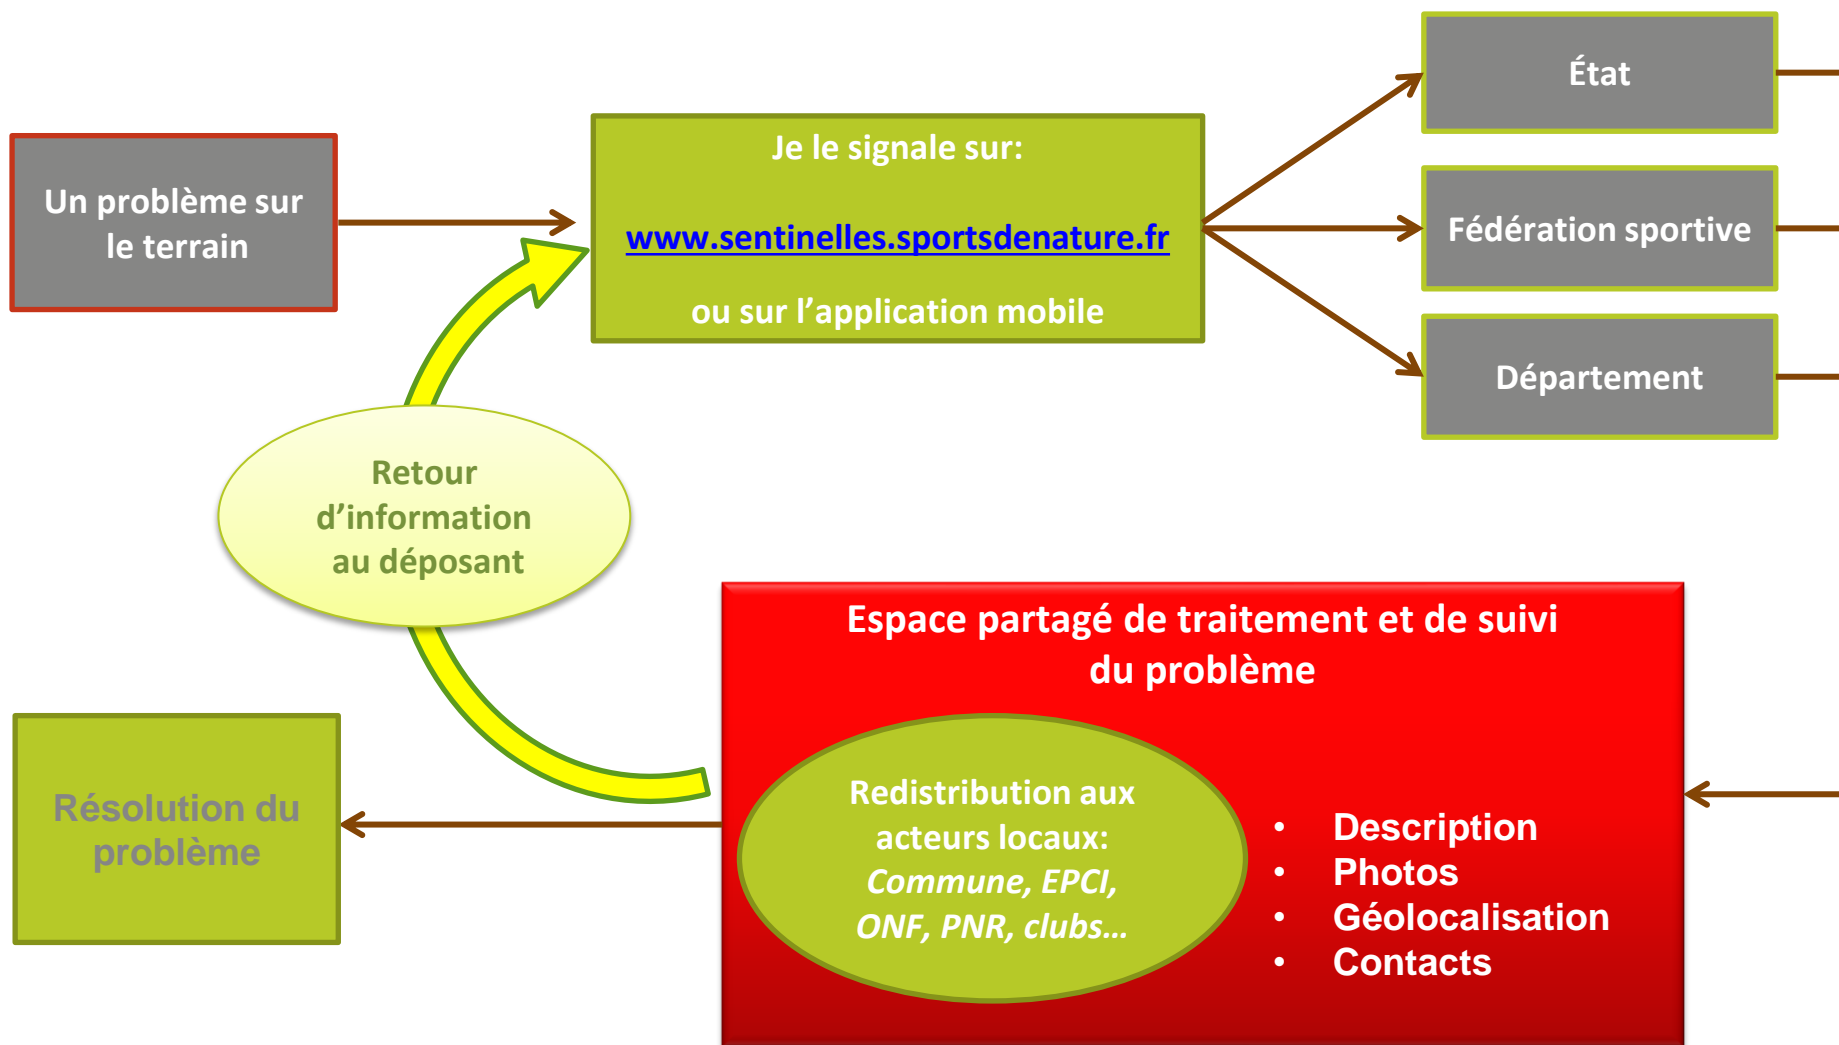 Un problème sur
le terrain
Je le signale sur:
www.sentinelles.sportsdenature.fr
ou sur l’application mobile
État
Fédération sportive
Département
Retour
d’information
au déposant
Espace partagé de traitement et de suivi
du problème
Redistribution aux
acteurs locaux:
Commune, EPCI,
ONF, PNR, clubs…
• Description
• Photos
• Géolocalisation
• Contacts
Résolution du
problème